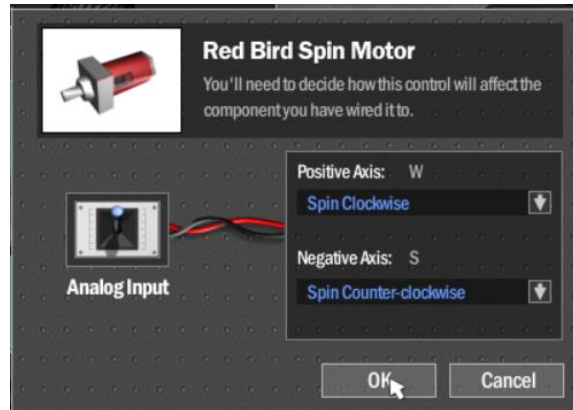 Red Bird Spin Motor
You'll need to decide how this control will affect the
component you have wired it to.
Positive Axis: W
Spin Clockwise
Analog Input
Negative Axis: S
Spin Counter-clockwise
OK
Cancel